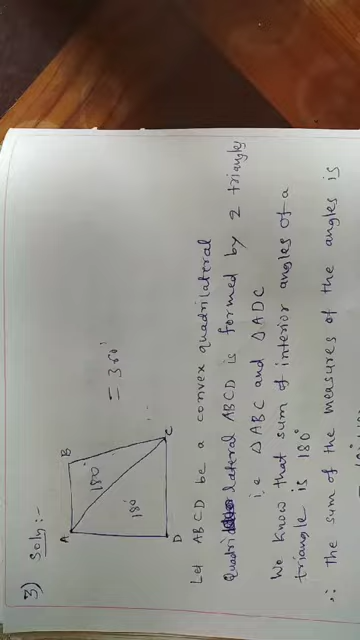 3) Soln:-
A
B
180°
180°
= 360°
D
C
Let ABCD be a convex quadrilateral
Quadrilateral ABCD is formed by 2 triangles
i.e △ABC and △ADC
We know that sum of interior angles of a
triangle is 180°
∴ the sum of the measures of the angles is